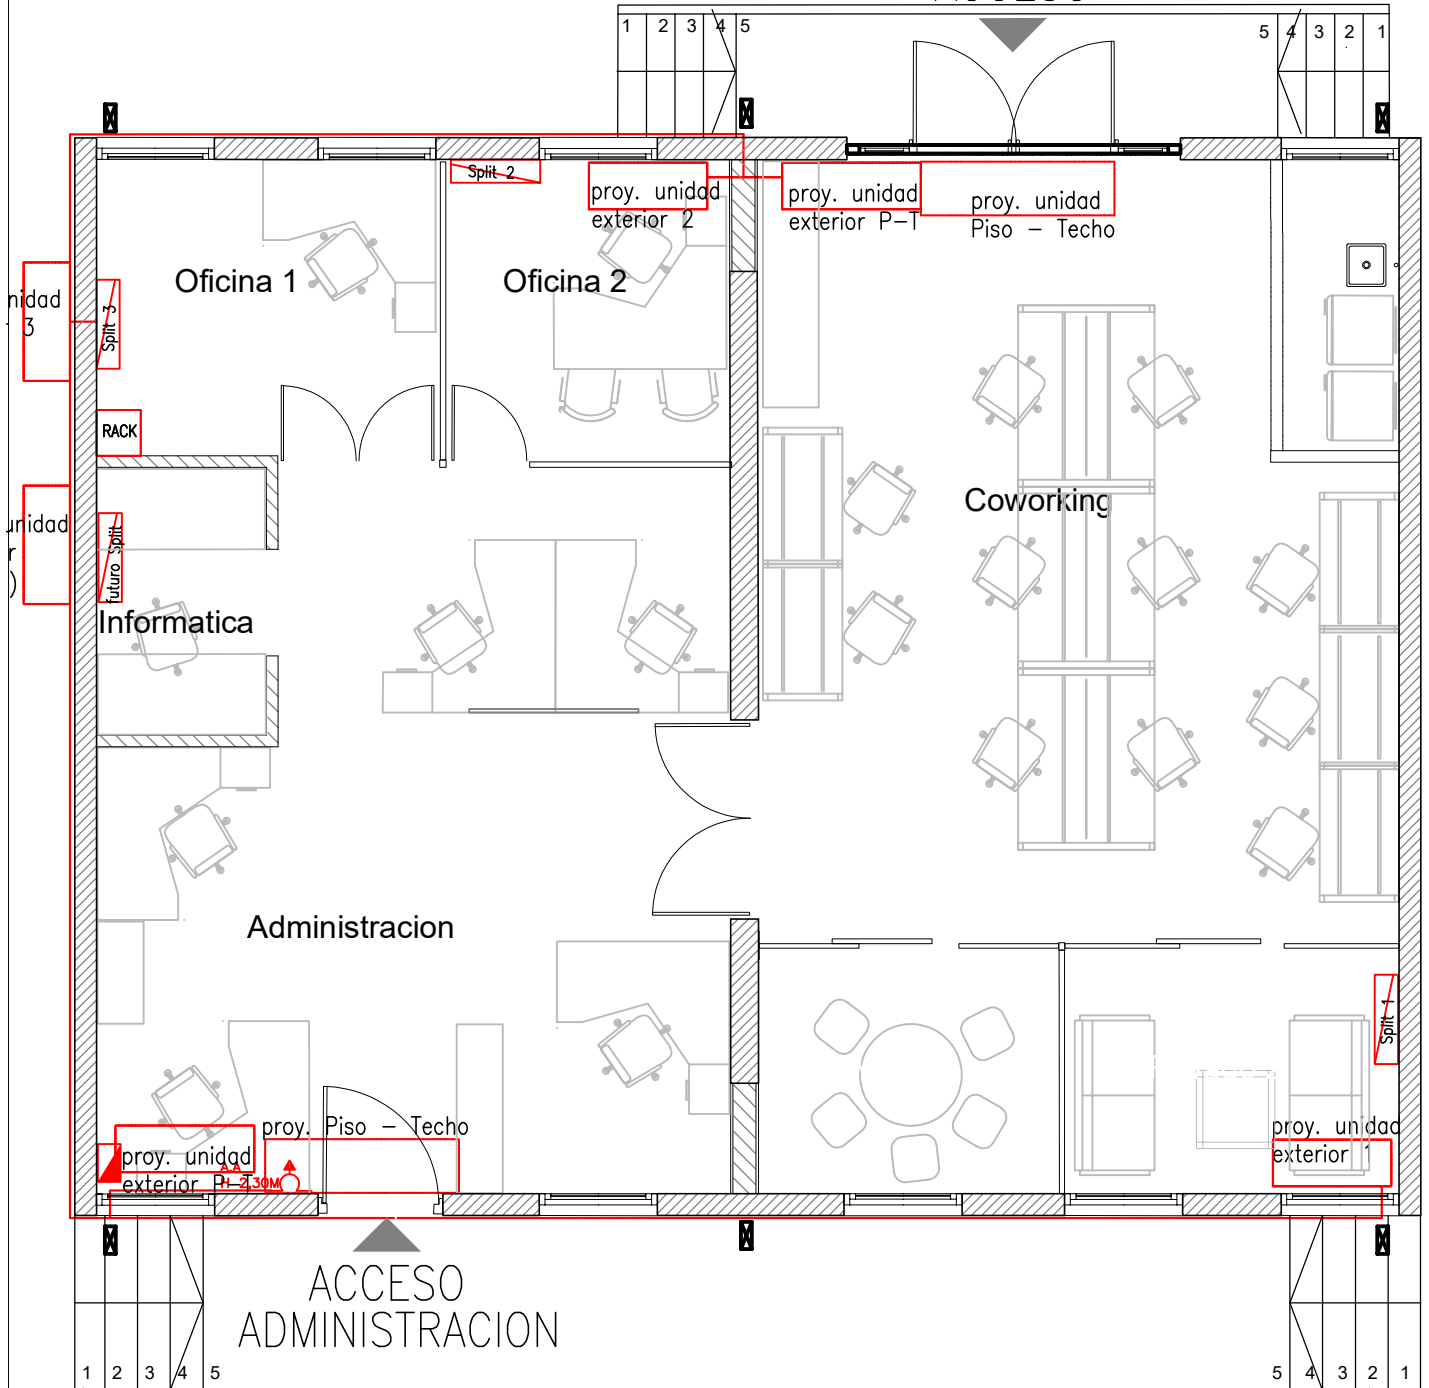 1 2 3 4 5
5 4 3 2 1
Split 2
proy. unidad
exterior 2
proy. unidad
exterior P-T
proy. unidad
Piso - Techo
Oficina 1
Oficina 2
Split 3
3
RACK
Coworking
futuro Split
Informatica
Administracion
Split 1
proy. Piso - Techo
proy. unidad
exterior P-T
A.A
H-2,30M
proy. unidad
exterior 1
ACCESO
ADMINISTRACION
1 2 3 4 5
5 4 3 2 1